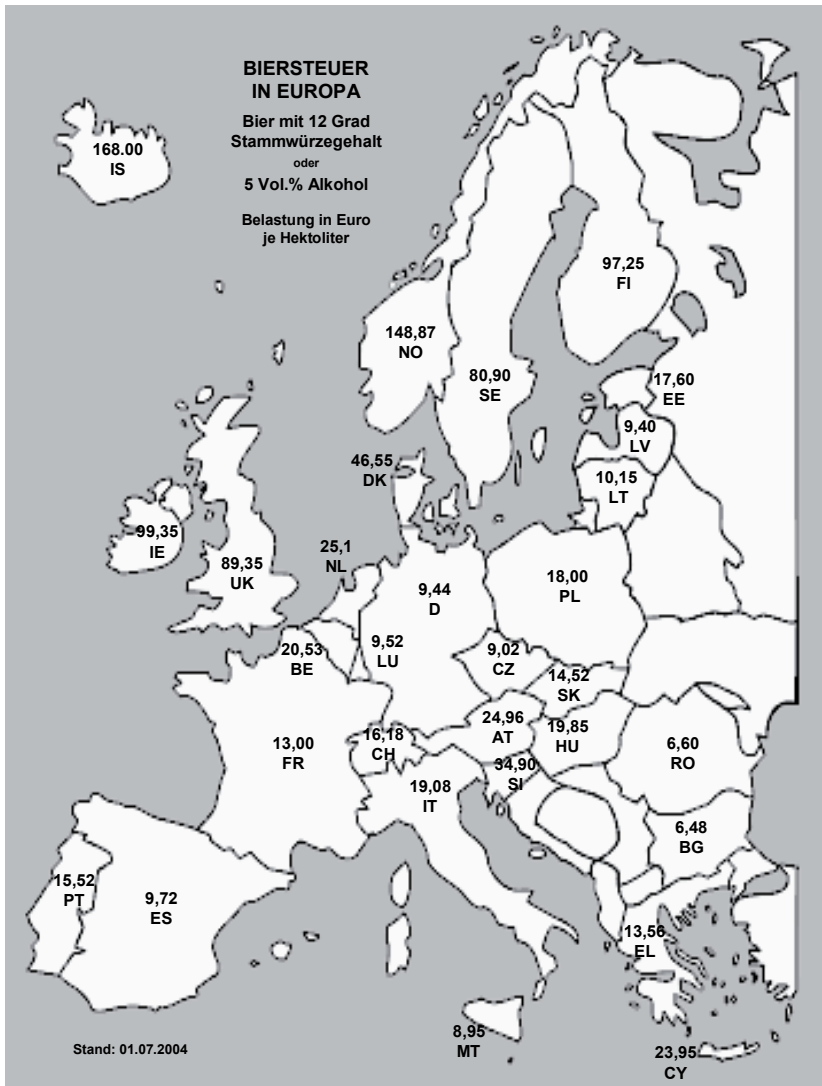 BIERSTEUER
IN EUROPA
Bier mit 12 Grad
Stammwürzegehalt
oder
5 Vol.% Alkohol
Belastung in Euro
je Hektoliter
168.00
IS
97,25
FI
148,87
NO
80,90
SE
17,60
EE
9,40
LV
10,15
LT
46,55
DK
99,35
IE
89,35
UK
25,1
NL
9,44
D
18,00
PL
20,53
BE
9,52
LU
9,02
CZ
14,52
SK
24,96
AT
19,85
HU
16,18
CH
13,00
FR
34,90
SI
6,60
RO
19,08
IT
6,48
BG
15,52
PT
9,72
ES
13,56
EL
8,95
MT
23,95
CY
Stand: 01.07.2004